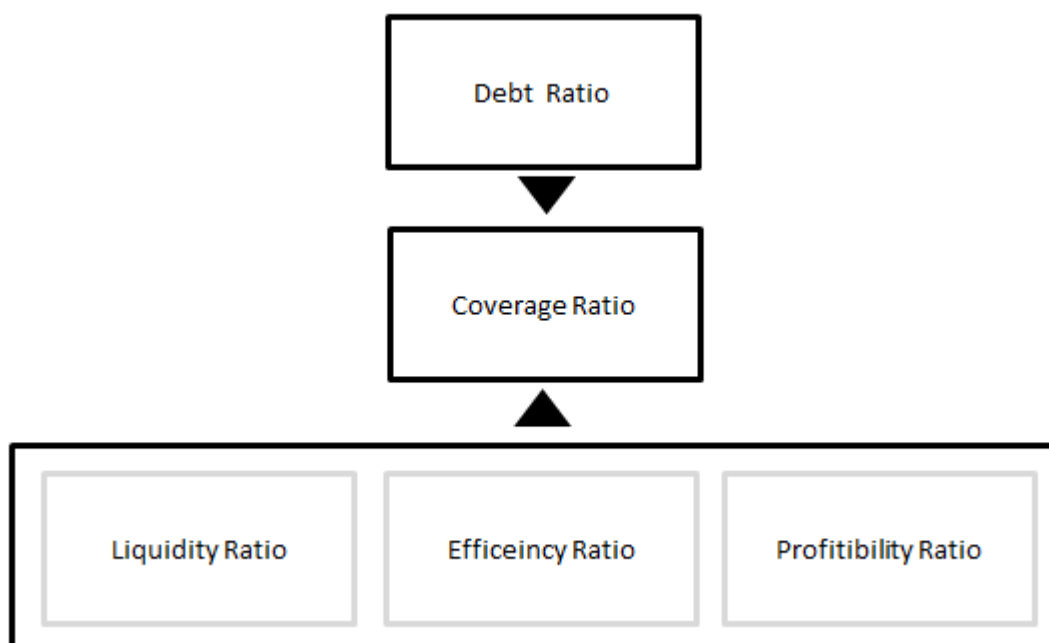 Debt Ratio
Coverage Ratio
Liquidity Ratio
Efficeincy Ratio
Profitibility Ratio